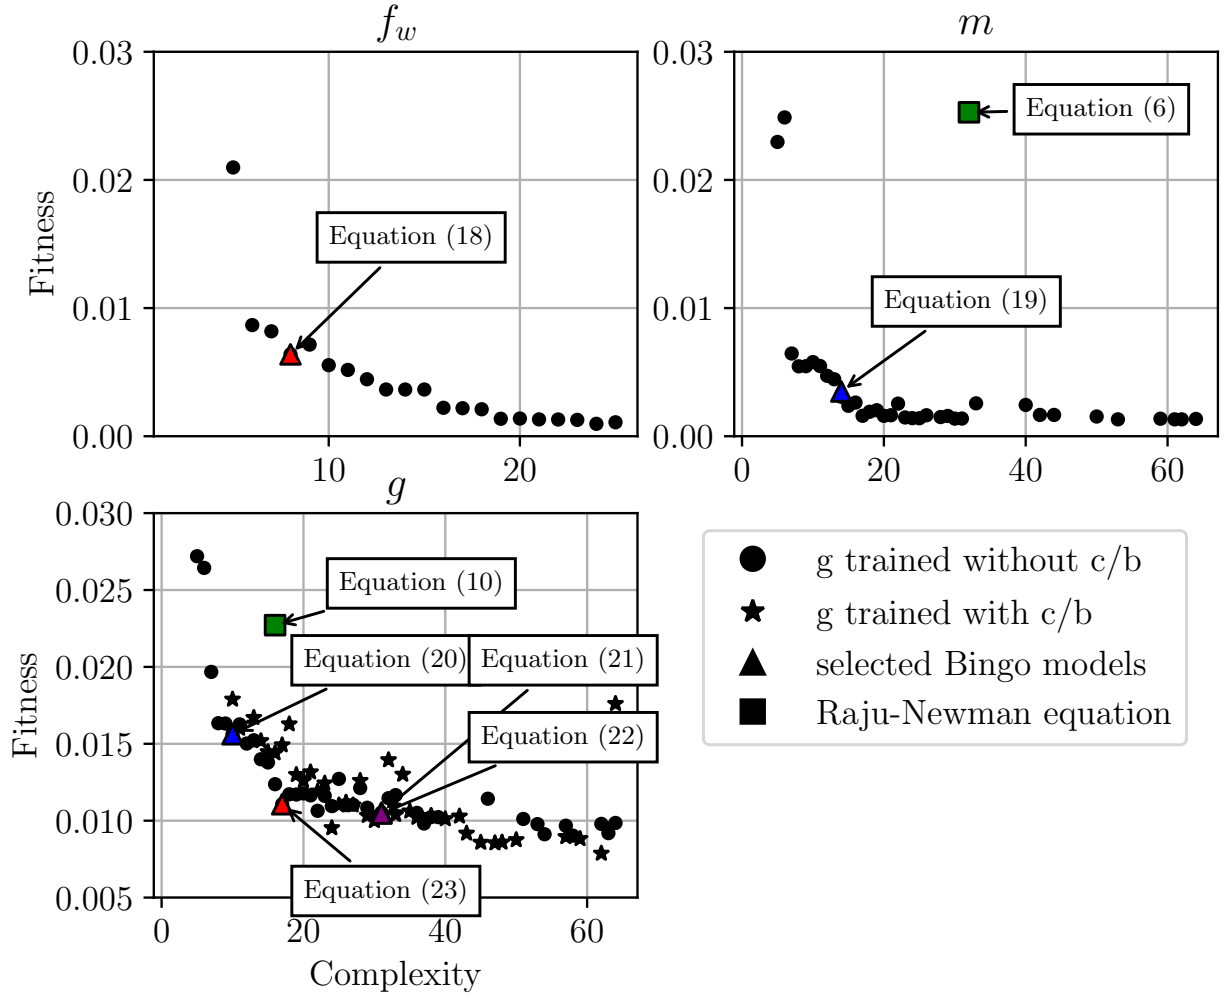 f_w
m
0.03
0.02
0.01
0.00
Fitness
Equation (18)
10
20
0.03
0.02
0.01
0.00
Equation (6)
Equation (19)
0
20
40
60
g
0.030
0.025
0.020
0.015
0.010
0.005
Fitness
Equation (10)
Equation (20)
Equation (21)
Equation (22)
Equation (23)
0
20
40
60
Complexity
g trained without c/b
g trained with c/b
selected Bingo models
Raju-Newman equation